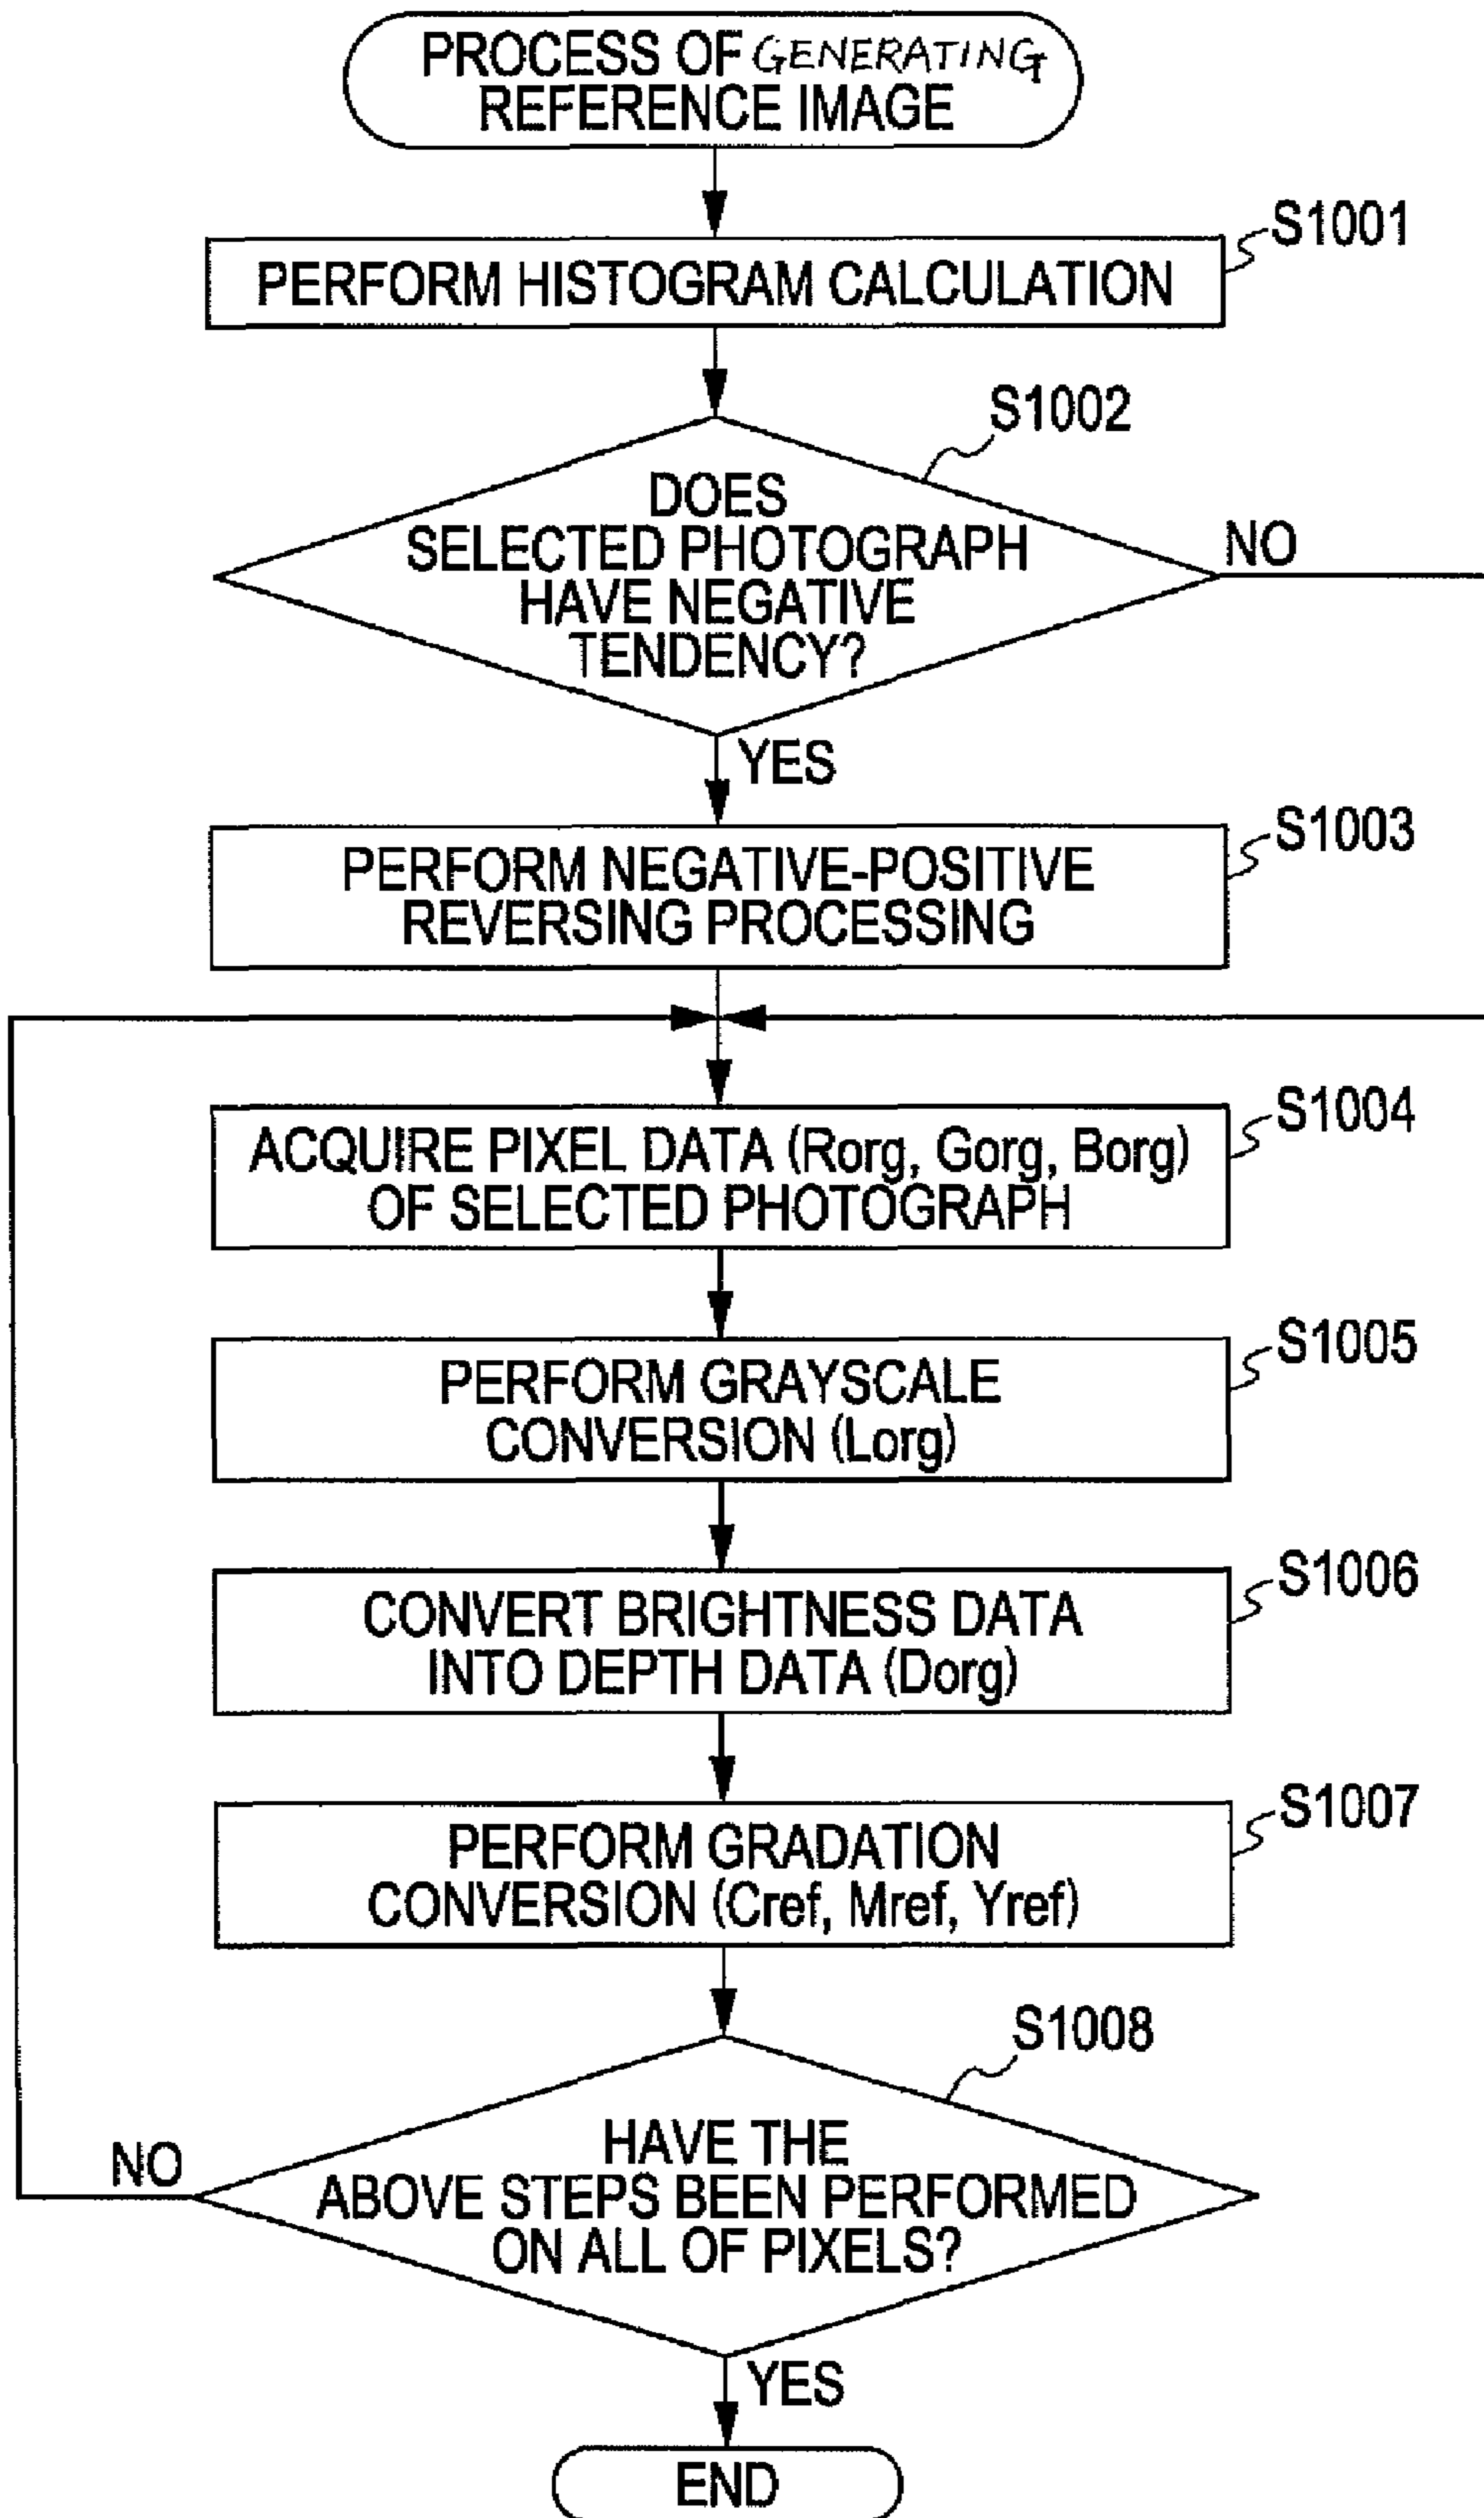 PROCESS OF GENERATING
REFERENCE IMAGE
S1001
PERFORM HISTOGRAM CALCULATION
S1002
DOES
SELECTED PHOTOGRAPH
HAVE NEGATIVE
TENDENCY?
NO
YES
S1003
PERFORM NEGATIVE-POSITIVE
REVERSING PROCESSING
S1004
ACQUIRE PIXEL DATA (Rorg, Gorg, Borg)
OF SELECTED PHOTOGRAPH
S1005
PERFORM GRAYSCALE
CONVERSION (Lorg)
S1006
CONVERT BRIGHTNESS DATA
INTO DEPTH DATA (Dorg)
S1007
PERFORM GRADATION
CONVERSION (Cref, Mref, Yref)
S1008
HAVE THE
ABOVE STEPS BEEN PERFORMED
ON ALL OF PIXELS?
NO
YES
END